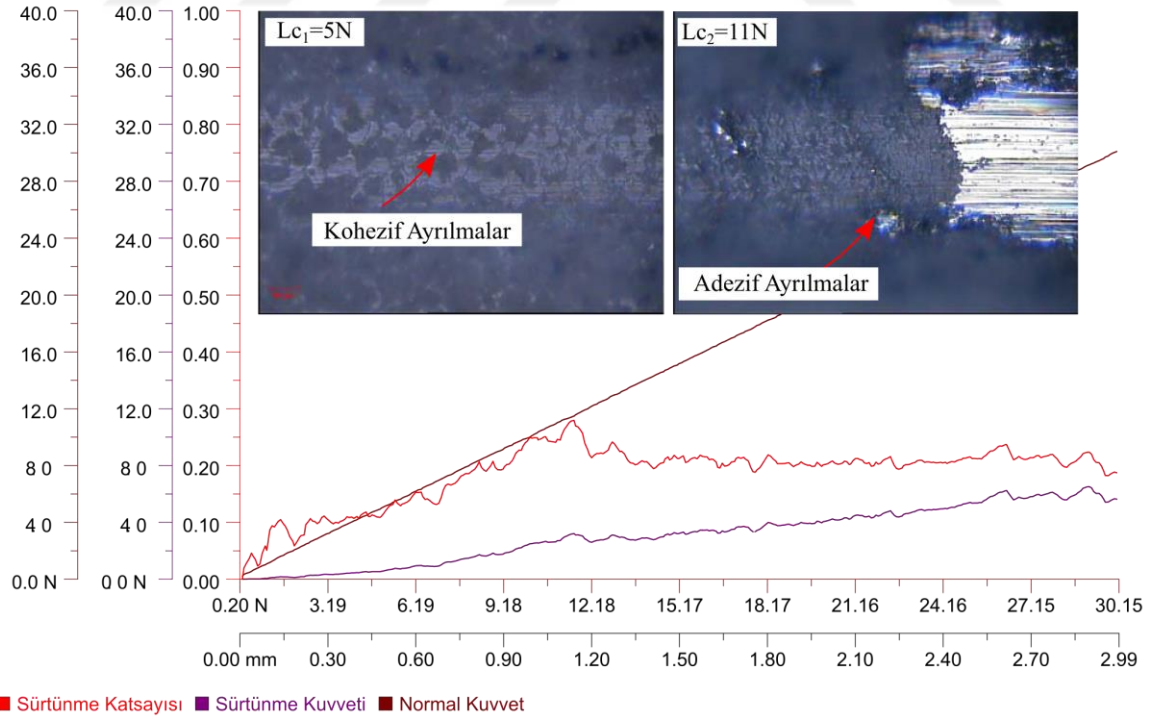 40.0 40.0 1.00
Lc₁=5N Lc₂=11N
36.0 36.0 0.90
32.0 32.0 0.80
28.0 28.0 0.70
Kohezif Ayrılmalar
24.0 24.0 0.60
Adezif Ayrılmalar
20.0 20.0 0.50
16.0 16.0 0.40
12.0 12.0 0.30
8 0 8 0 0.20
4 0 4 0 0.10
0.0 N 0 0 N 0.00
0.20 N 3.19 6.19 9.18 12.18 15.17 18.17 21.16 24.16 27.15 30.15
0.00 mm 0.30 0.60 0.90 1.20 1.50 1.80 2.10 2.40 2.70 2.99
Sürtünme Katsayısı Sürtünme Kuvveti Normal Kuvvet